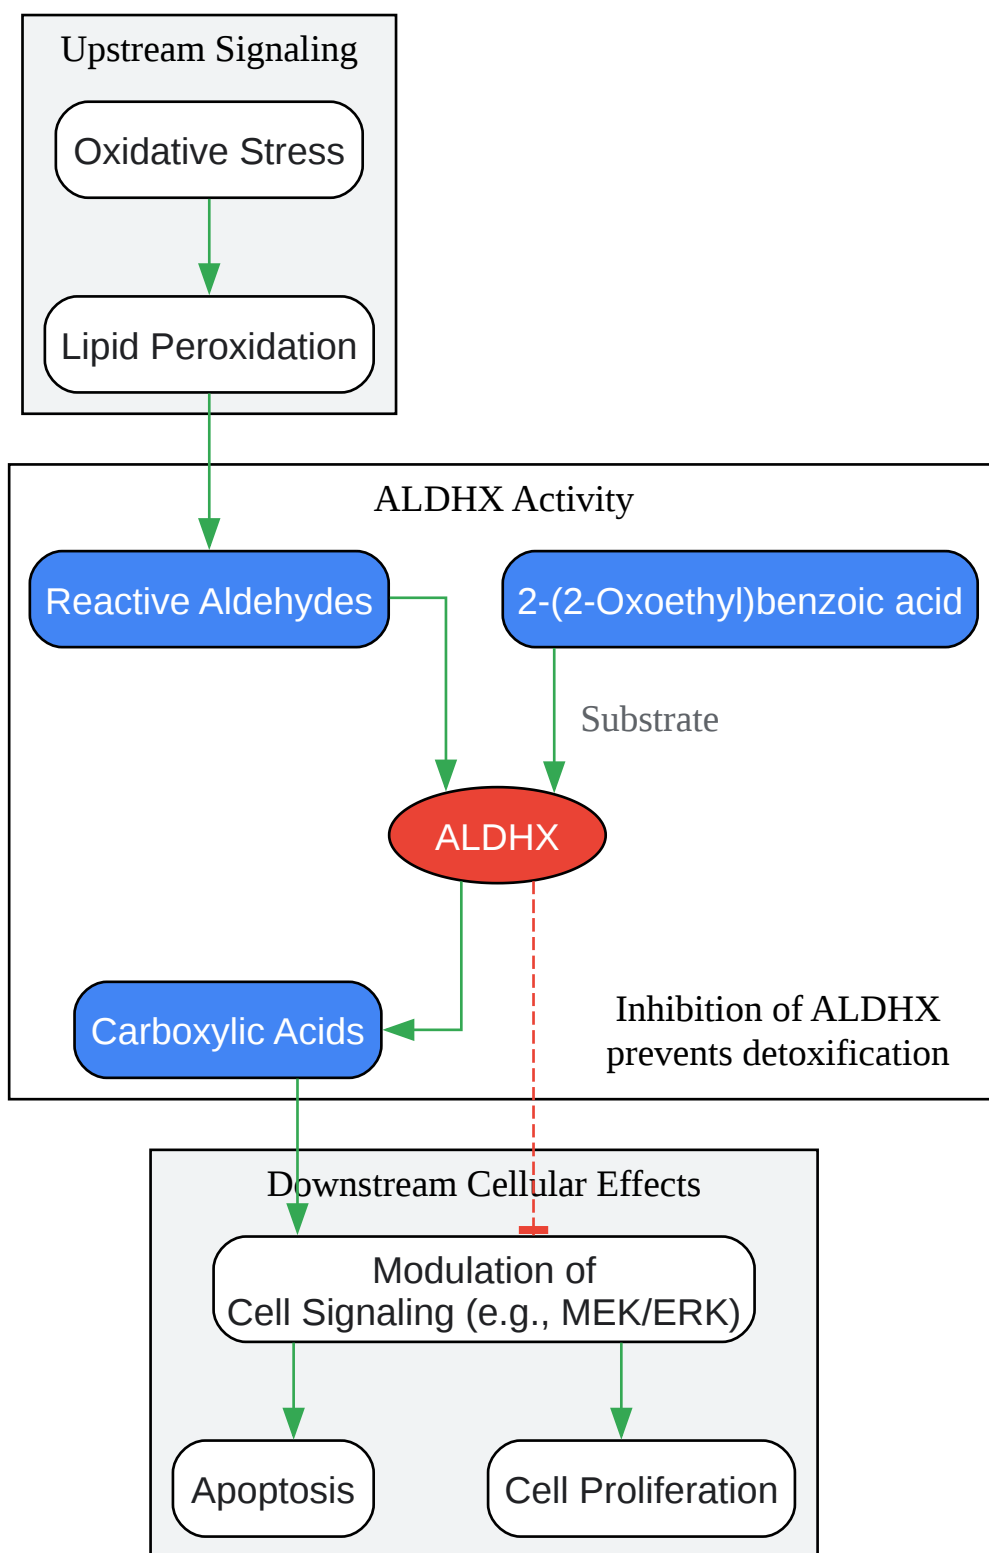 Upstream Signaling
Oxidative Stress
Lipid Peroxidation
ALDHX Activity
Reactive Aldehydes
2-(2-Oxoethyl)benzoic acid
Substrate
ALDHX
Carboxylic Acids
Inhibition of ALDHX
prevents detoxification
Downstream Cellular Effects
Modulation of
Cell Signaling (e.g., MEK/ERK)
Apoptosis
Cell Proliferation